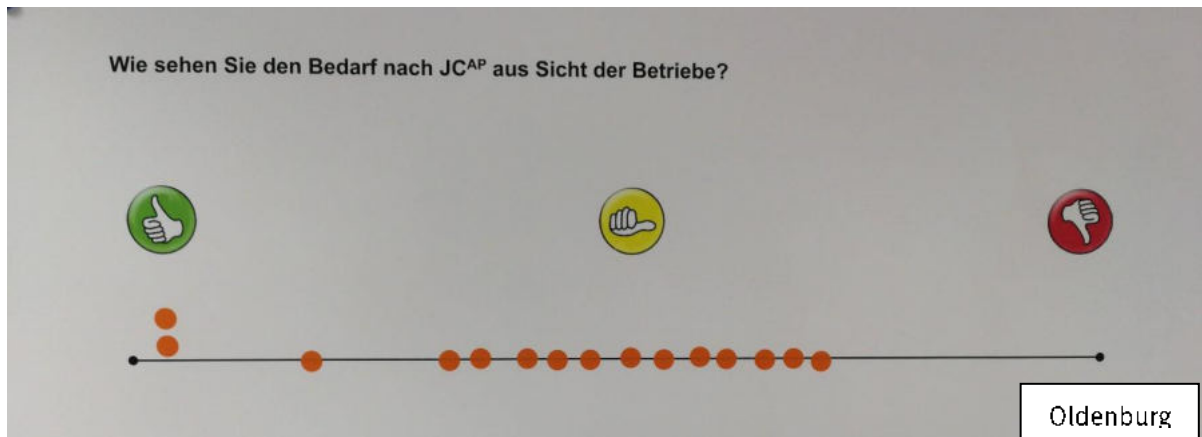 Wie sehen Sie den Bedarf nach JCᴬᴾ aus Sicht der Betriebe?
Oldenburg